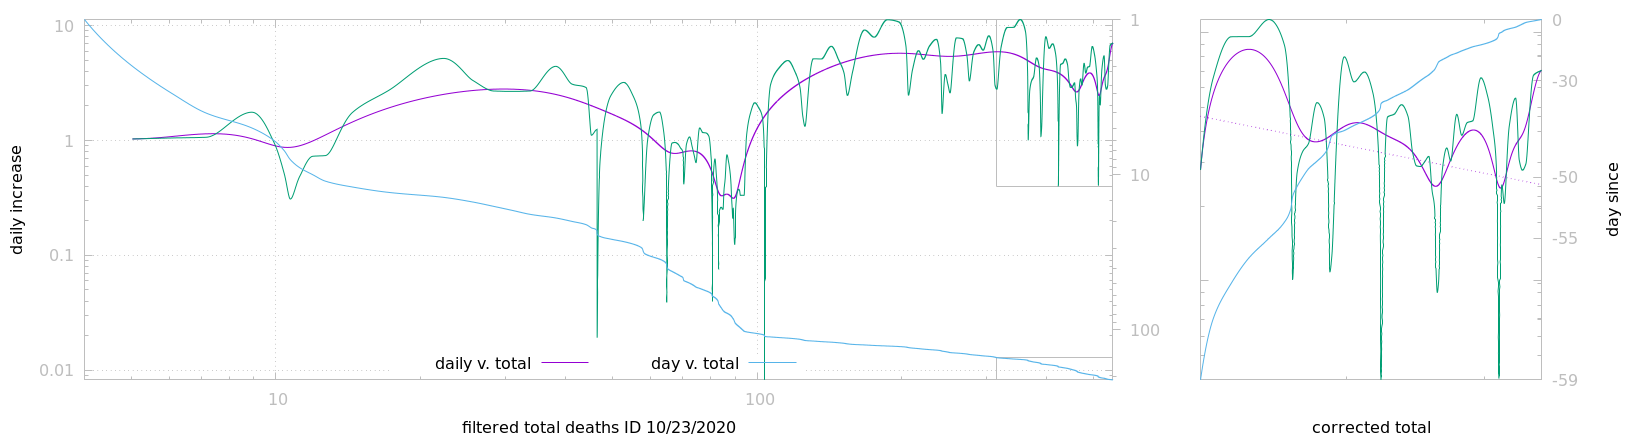 10
1
0.1
0.01
daily increase
10
100
filtered total deaths ID 10/23/2020
daily v. total
day v. total
1
10
100
0
-30
-50
-55
-59
day since
corrected total